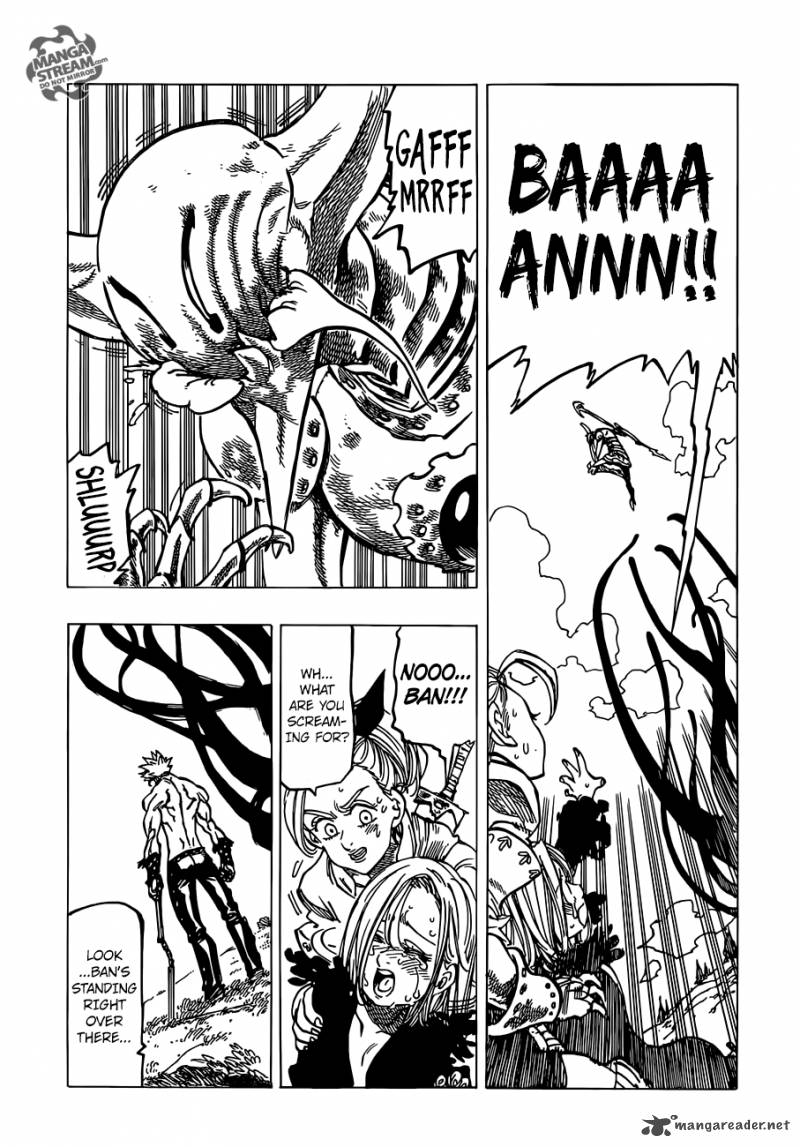 MANGA
STREAM.com
DO NOT MIRROR
BAAAA
ANNN!!
GAFFF
MRRFF
SHLUUURP
NOOO...
BAN!!!
WH...
WHAT
ARE YOU
SCREAM-
ING FOR?
LOOK
...BAN'S
STANDING
RIGHT
OVER
THERE...
mangareader.net